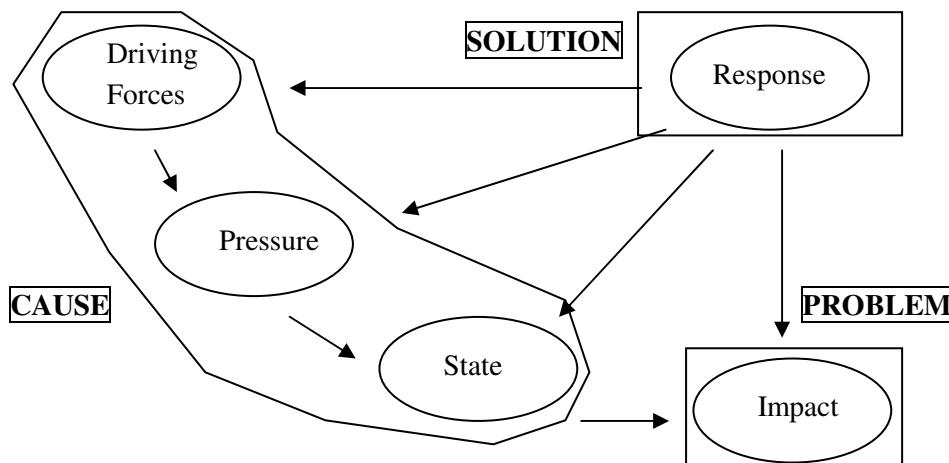 Driving
Forces
SOLUTION
Response
Pressure
CAUSE
PROBLEM
State
Impact